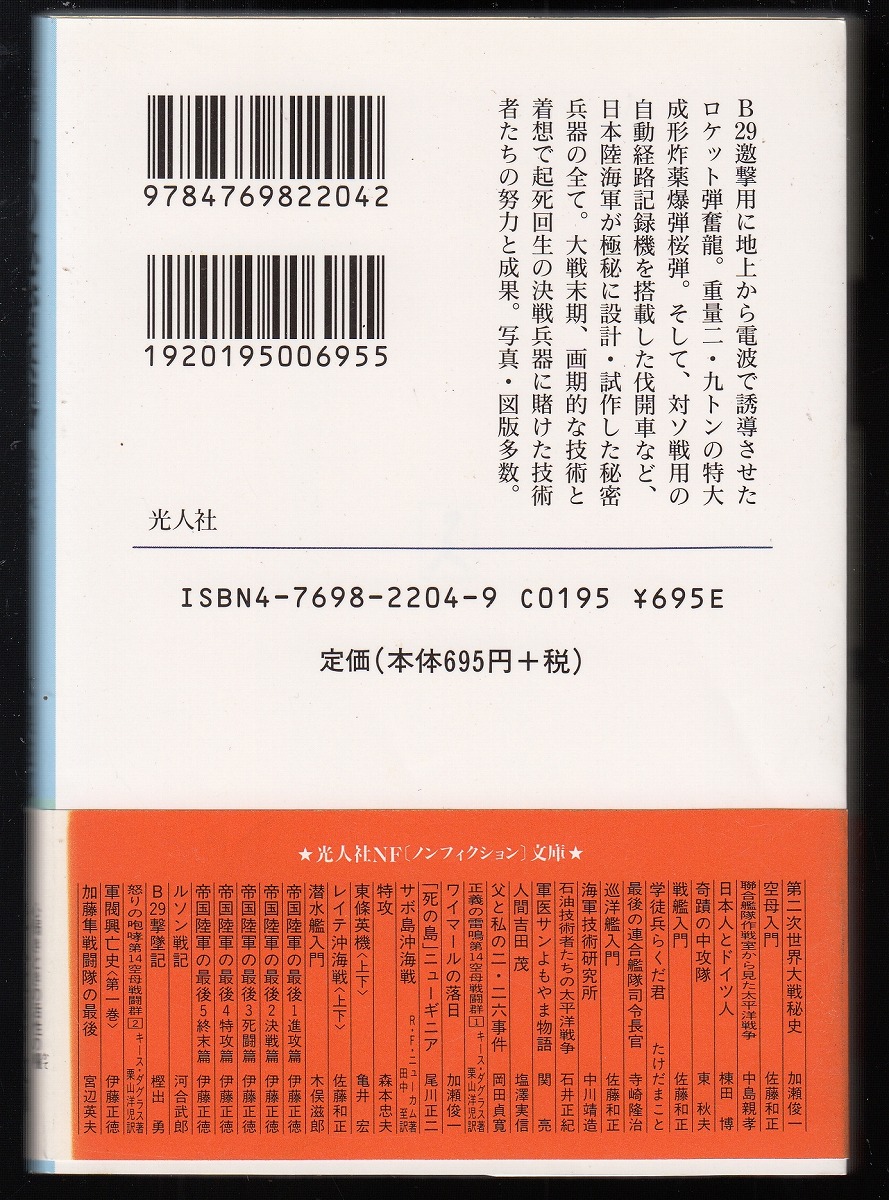 B29邀撃用に地上から電波で誘導させた
ロケット弾奮龍。重量二・九トンの特大
成形炸薬爆弾桜弾。そして、対ソ戦用の
自動経路記録機を搭載した伐開車など、
日本陸海軍が極秘に設計・試作した秘密
兵器の全て。大戦末期、画期的な技術と
着想で起死回生の決戦兵器に賭けた技術
者たちの努力と成果。写真・図版多数。
9784769822042
1920195006955
光人社
ISBN4-7698-2204-9 C0195 ¥695E
定価(本体695円+税)
★光人社NF〔ノンフィクション〕文庫★
第二次世界大戦秘史 加瀬俊一
空母入門 佐藤和正
聯合艦隊作戦室から見た太平洋戦争 中島親孝
日本人とドイツ人 棟田 博
奇蹟の中攻隊 東 秋夫
戦艦入門 佐藤和正
学徒兵らくだ君 たけだまこと
最後の連合艦隊司令長官 寺崎隆治
巡洋艦入門 佐藤和正
海軍技術研究所 中川靖造
石油技術者たちの太平洋戦争 石井正紀
軍医サンよもやま物語 関 亮
人間吉田 茂 塩澤実信
父と私の二・二六事件 岡田貞寛
正義の雷鳴第14空母戦闘群1 キース・ダグラス著 栗山洋児訳
ワイマールの落日 加瀬俊一
「死の島」ニューギニア 尾川正二
サボ島沖海戦 R・F・ニューカム著 田中 至訳
特攻 森本忠夫
東條英機〈上下〉 亀井 宏
レイテ沖海戦〈上下〉 佐藤和正
潜水艦入門 木俣滋郎
帝国陸軍の最後1進攻篇 伊藤正徳
帝国陸軍の最後2決戦篇 伊藤正徳
帝国陸軍の最後3死闘篇 伊藤正徳
帝国陸軍の最後4特攻篇 伊藤正徳
帝国陸軍の最後5終末篇 伊藤正徳
ルソン戦記 河合武郎
B29撃墜記 樫出 勇
怒りの咆哮第14空母戦闘群2 キース・ダグラス著 栗山洋児訳
軍閥興亡史〈第一巻〉 伊藤正徳
加藤隼戦闘隊の最後 宮辺英夫